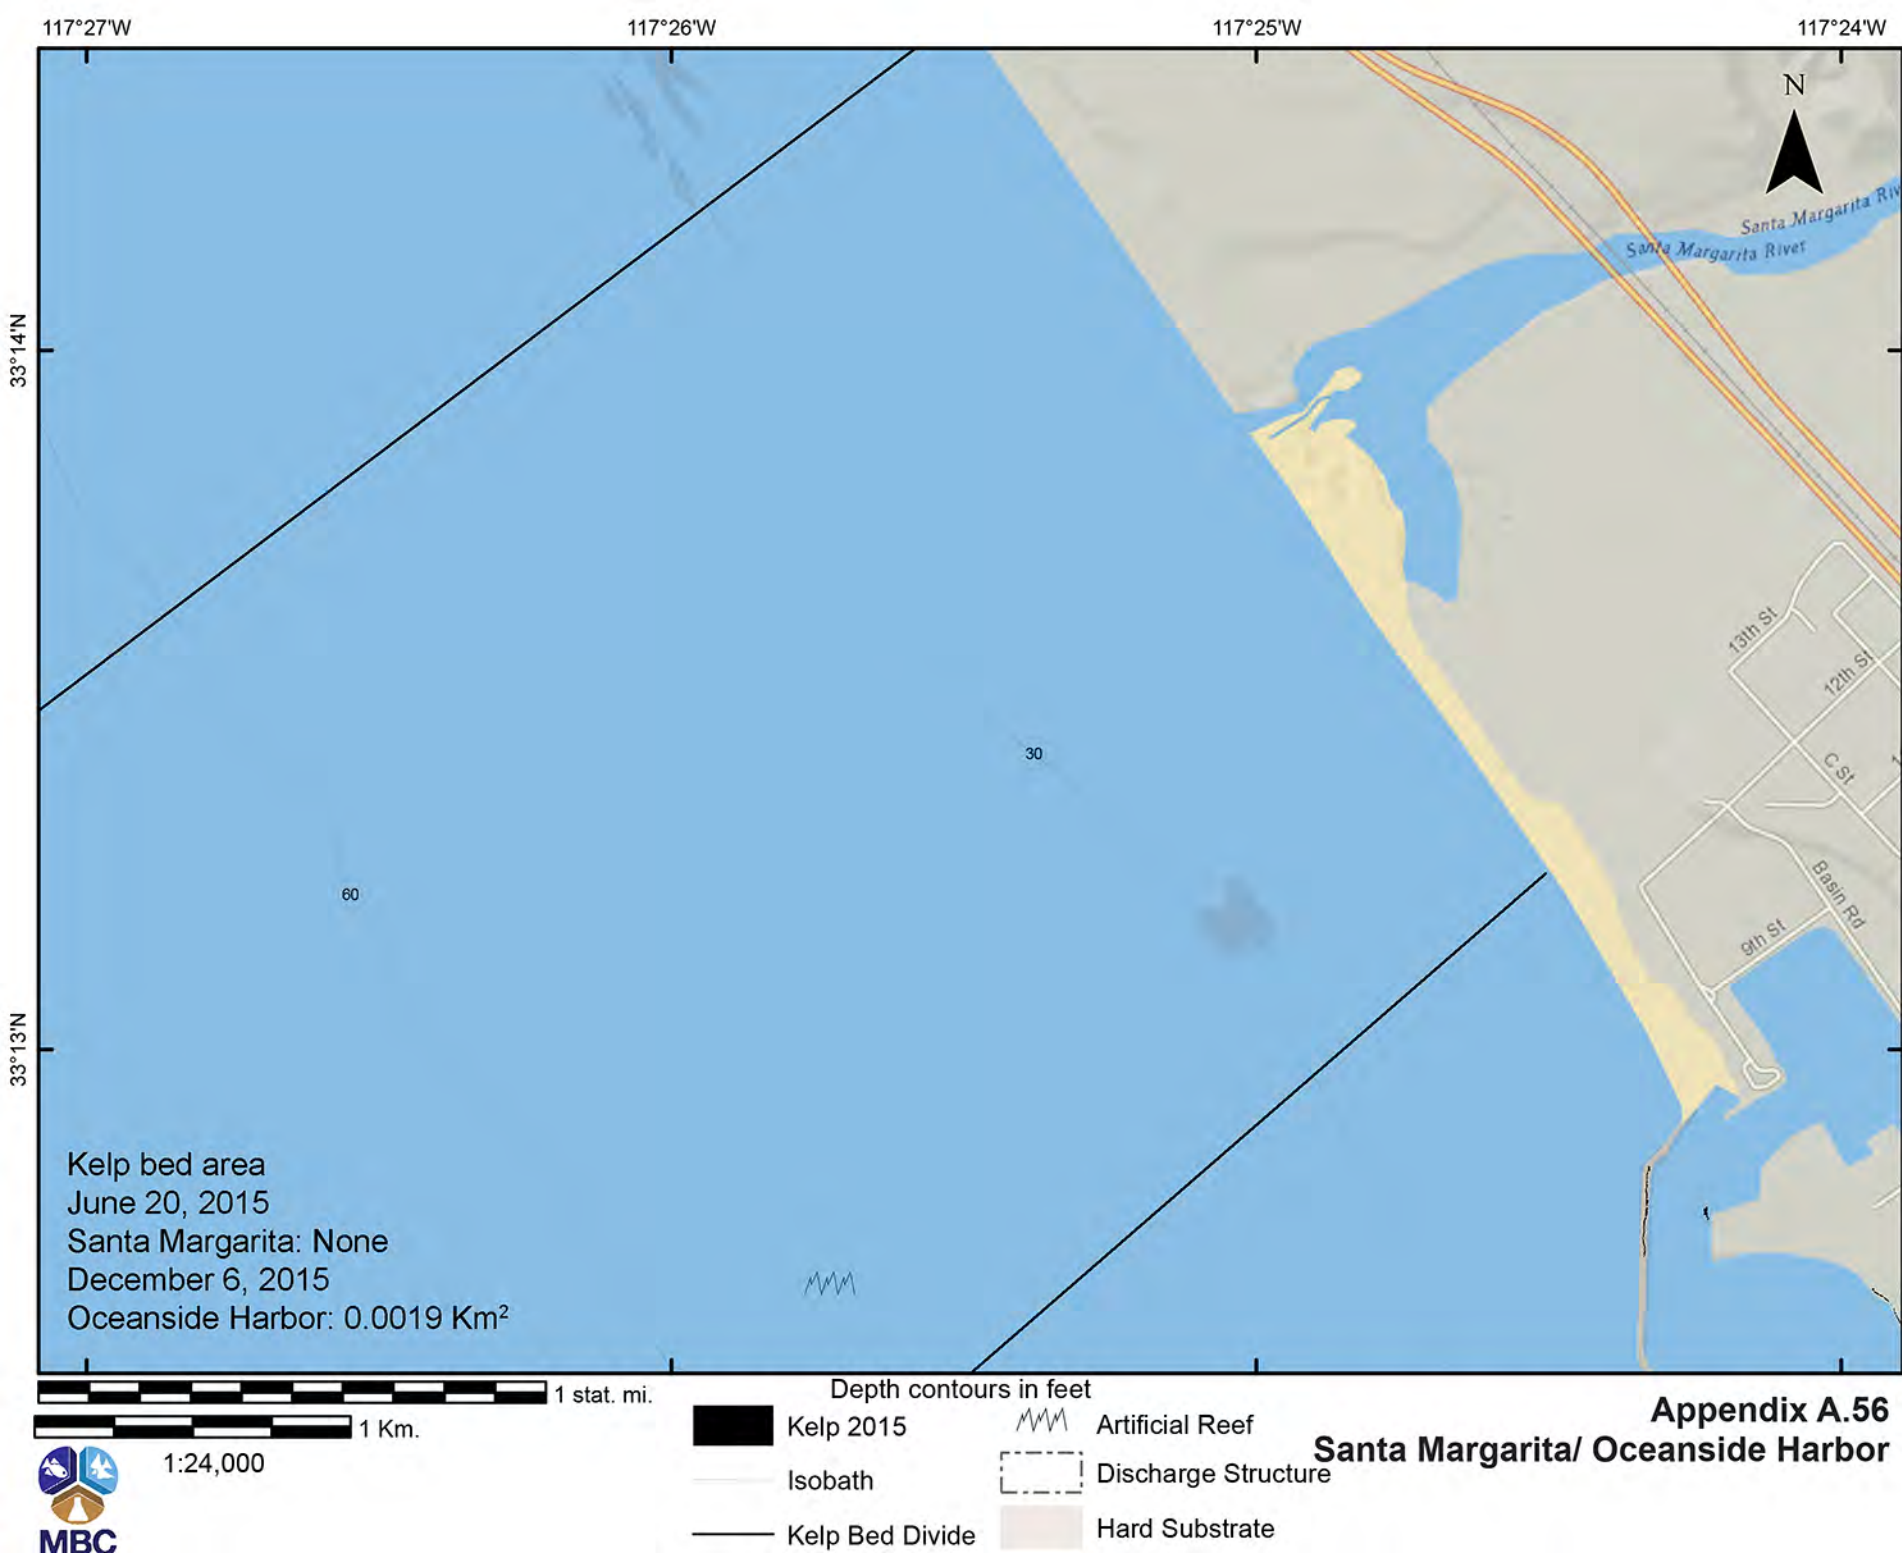 117°27'W
117°26'W
117°25'W
117°24'W
N
Santa Margarita
Santa Margarita River
33°14'N
13th St
12th St
30
C St
60
Basin Rd
9th St
33°13'N
Kelp bed area
June 20, 2015
Santa Margarita: None
December 6, 2015
Oceanside Harbor: 0.0019 Km²
1 stat. mi.
1 Km.
1:24,000
MBC
Depth contours in feet
Kelp 2015
Isobath
Kelp Bed Divide
Artificial Reef
Discharge Structure
Hard Substrate
Appendix A.56
Santa Margarita/ Oceanside Harbor